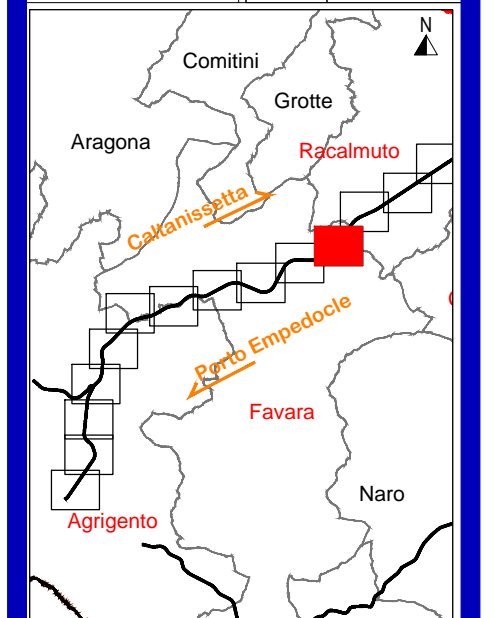 N
Comitini
Grotte
Aragona
Racalmuto
Caltanissetta
Porto Empedocle
Favara
Naro
Agrigento